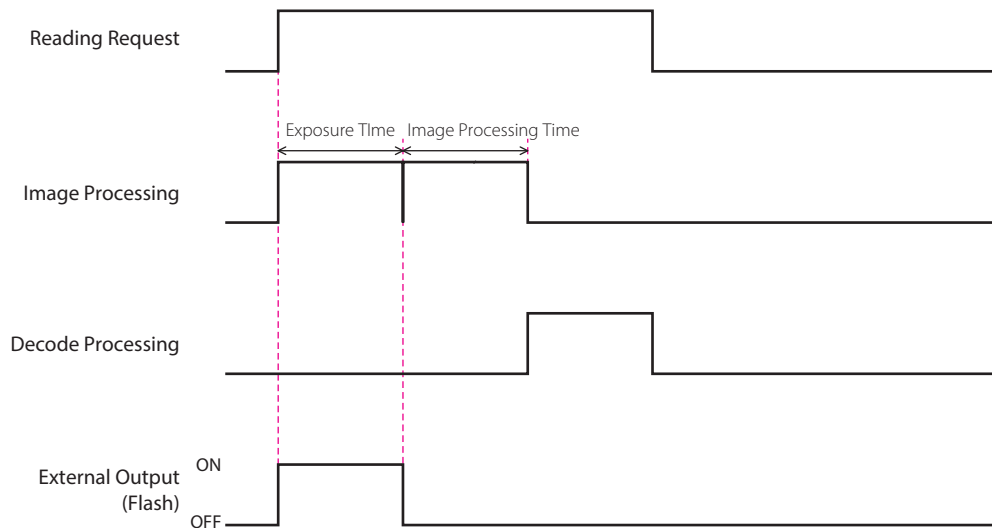 Reading Request
Exposure TIme
Image Processing Time
Image Processing
Decode Processing
External Output
(Flash)
ON
OFF